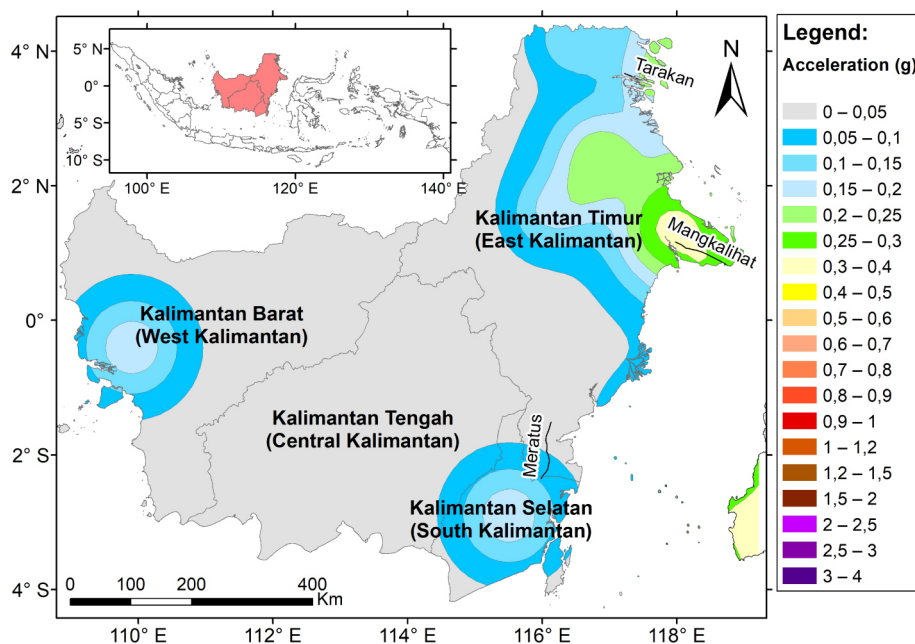 4° N
2° N
0°
2° S
4° S
5° N
0°
5° S
10° S
100° E
120° E
140° E
N
Tarakan
Kalimantan Timur
(East Kalimantan)
Mangkalihat
Kalimantan Barat
(West Kalimantan)
Kalimantan Tengah
(Central Kalimantan)
Meratus
Kalimantan Selatan
(South Kalimantan)
0 100 200 400
Km
110° E
112° E
114° E
116° E
118° E
Legend:
Acceleration (g)
0 – 0,05
0,05 – 0,1
0,1 – 0,15
0,15 – 0,2
0,2 – 0,25
0,25 – 0,3
0,3 – 0,4
0,4 – 0,5
0,5 – 0,6
0,6 – 0,7
0,7 – 0,8
0,8 – 0,9
0,9 – 1
1 – 1,2
1,2 – 1,5
1,5 – 2
2 – 2,5
2,5 – 3
3 – 4